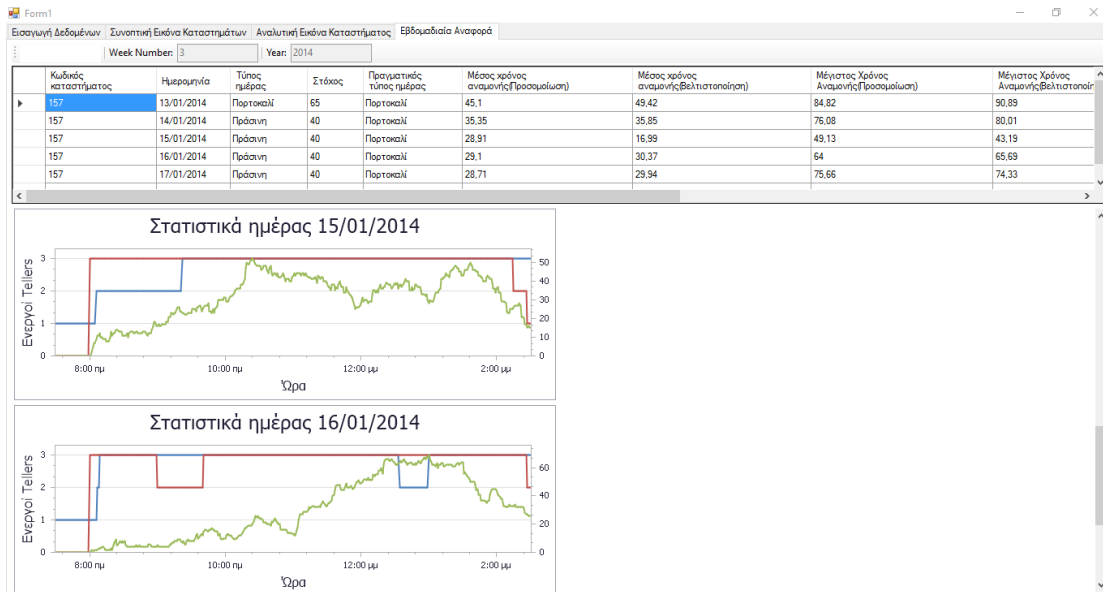 Form1
Εισαγωγή Δεδομένων Συνοπτική Εικόνα Καταστημάτων Αναλυτική Εικόνα Καταστήματος Εβδομαδιαία Αναφορά
Week Number: 3 Year: 2014
Κωδικός καταστήματος Ημερομηνία Τύπος ημέρας Στόχος Πραγματικός τύπος ημέρας Μέσος χρόνος αναμονής(Προσομοίωση) Μέσος χρόνος αναμονής(Βελτιστοποίηση) Μέγιστος Χρόνος Αναμονής(Προσομοίωση) Μέγιστος Χρόνος
157 13/01/2014 Πορτοκαλί 65 Πορτοκαλί 45,1 49,42 84,82 90,89
157 14/01/2014 Πράσινη 40 Πορτοκαλί 35,35 35,85 76,08 80,01
157 15/01/2014 Πράσινη 40 Πορτοκαλί 28,91 16,99 49,13 43,19
157 16/01/2014 Πράσινη 40 Πορτοκαλί 29,1 30,37 64 65,69
157 17/01/2014 Πράσινη 40 Πορτοκαλί 28,71 29,94 75,66 74,33
Στατιστικά ημέρας 15/01/2014
Ενεργοί Tellers
3
2
1
0
50
40
30
20
10
0
8:00 πμ 10:00 πμ 12:00 μμ 2:00 μμ
Ώρα
Στατιστικά ημέρας 16/01/2014
Ενεργοί Tellers
3
2
1
0
60
40
20
0
8:00 πμ 10:00 πμ 12:00 μμ 2:00 μμ
Ώρα